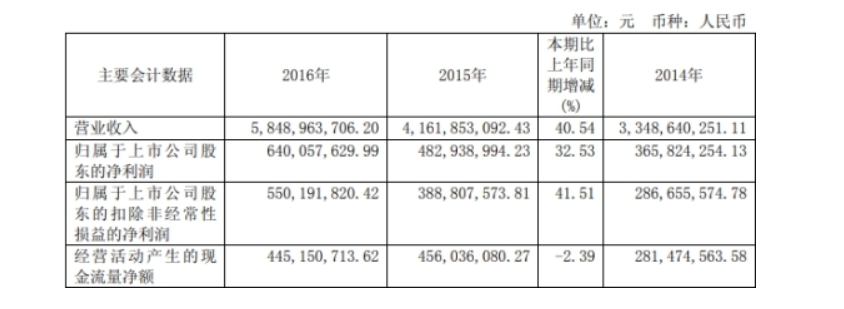 单位：元 币种：人民币
主要会计数据 2016年 2015年 本期比上年同期增减(%) 2014年
营业收入 5,848,963,706.20 4,161,853,092.43 40.54 3,348,640,251.11
归属于上市公司股东的净利润 640,057,629.99 482,938,994.23 32.53 365,824,254.13
归属于上市公司股东的扣除非经常性损益的净利润 550,191,820.42 388,807,573.81 41.51 286,655,574.78
经营活动产生的现金流量净额 445,150,713.62 456,036,080.27 -2.39 281,474,563.58